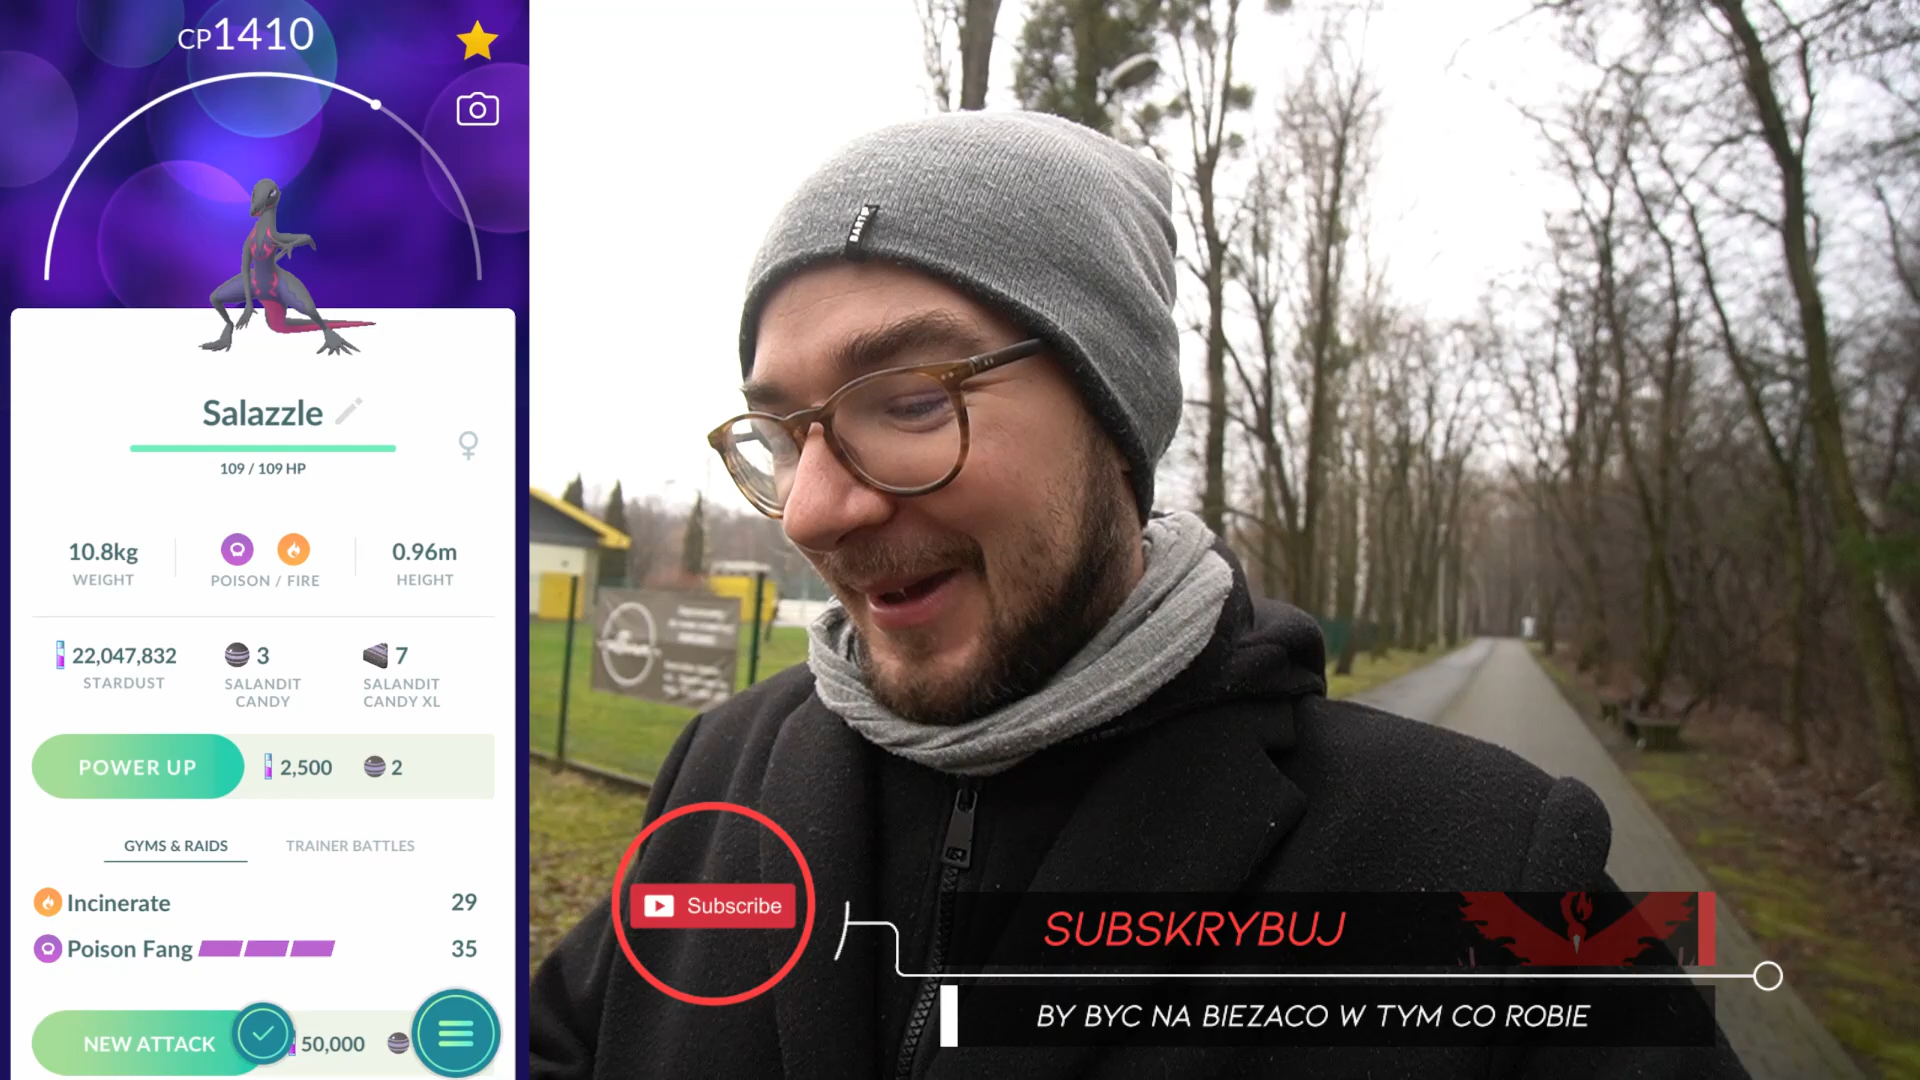 CP1410
Salazzle
109 / 109 HP
10.8kg
WEIGHT
POISON / FIRE
0.96m
HEIGHT
22,047,832
STARDUST
3
SALANDIT
CANDY
7
SALANDIT
CANDY XL
POWER UP
2,500
2
GYMS & RAIDS
TRAINER BATTLES
Incinerate
29
Poison Fang
35
NEW ATTACK
50,000
Subscribe
SUBSKRYBUJ
BY BYC NA BIEZACO W TYM CO ROBIE